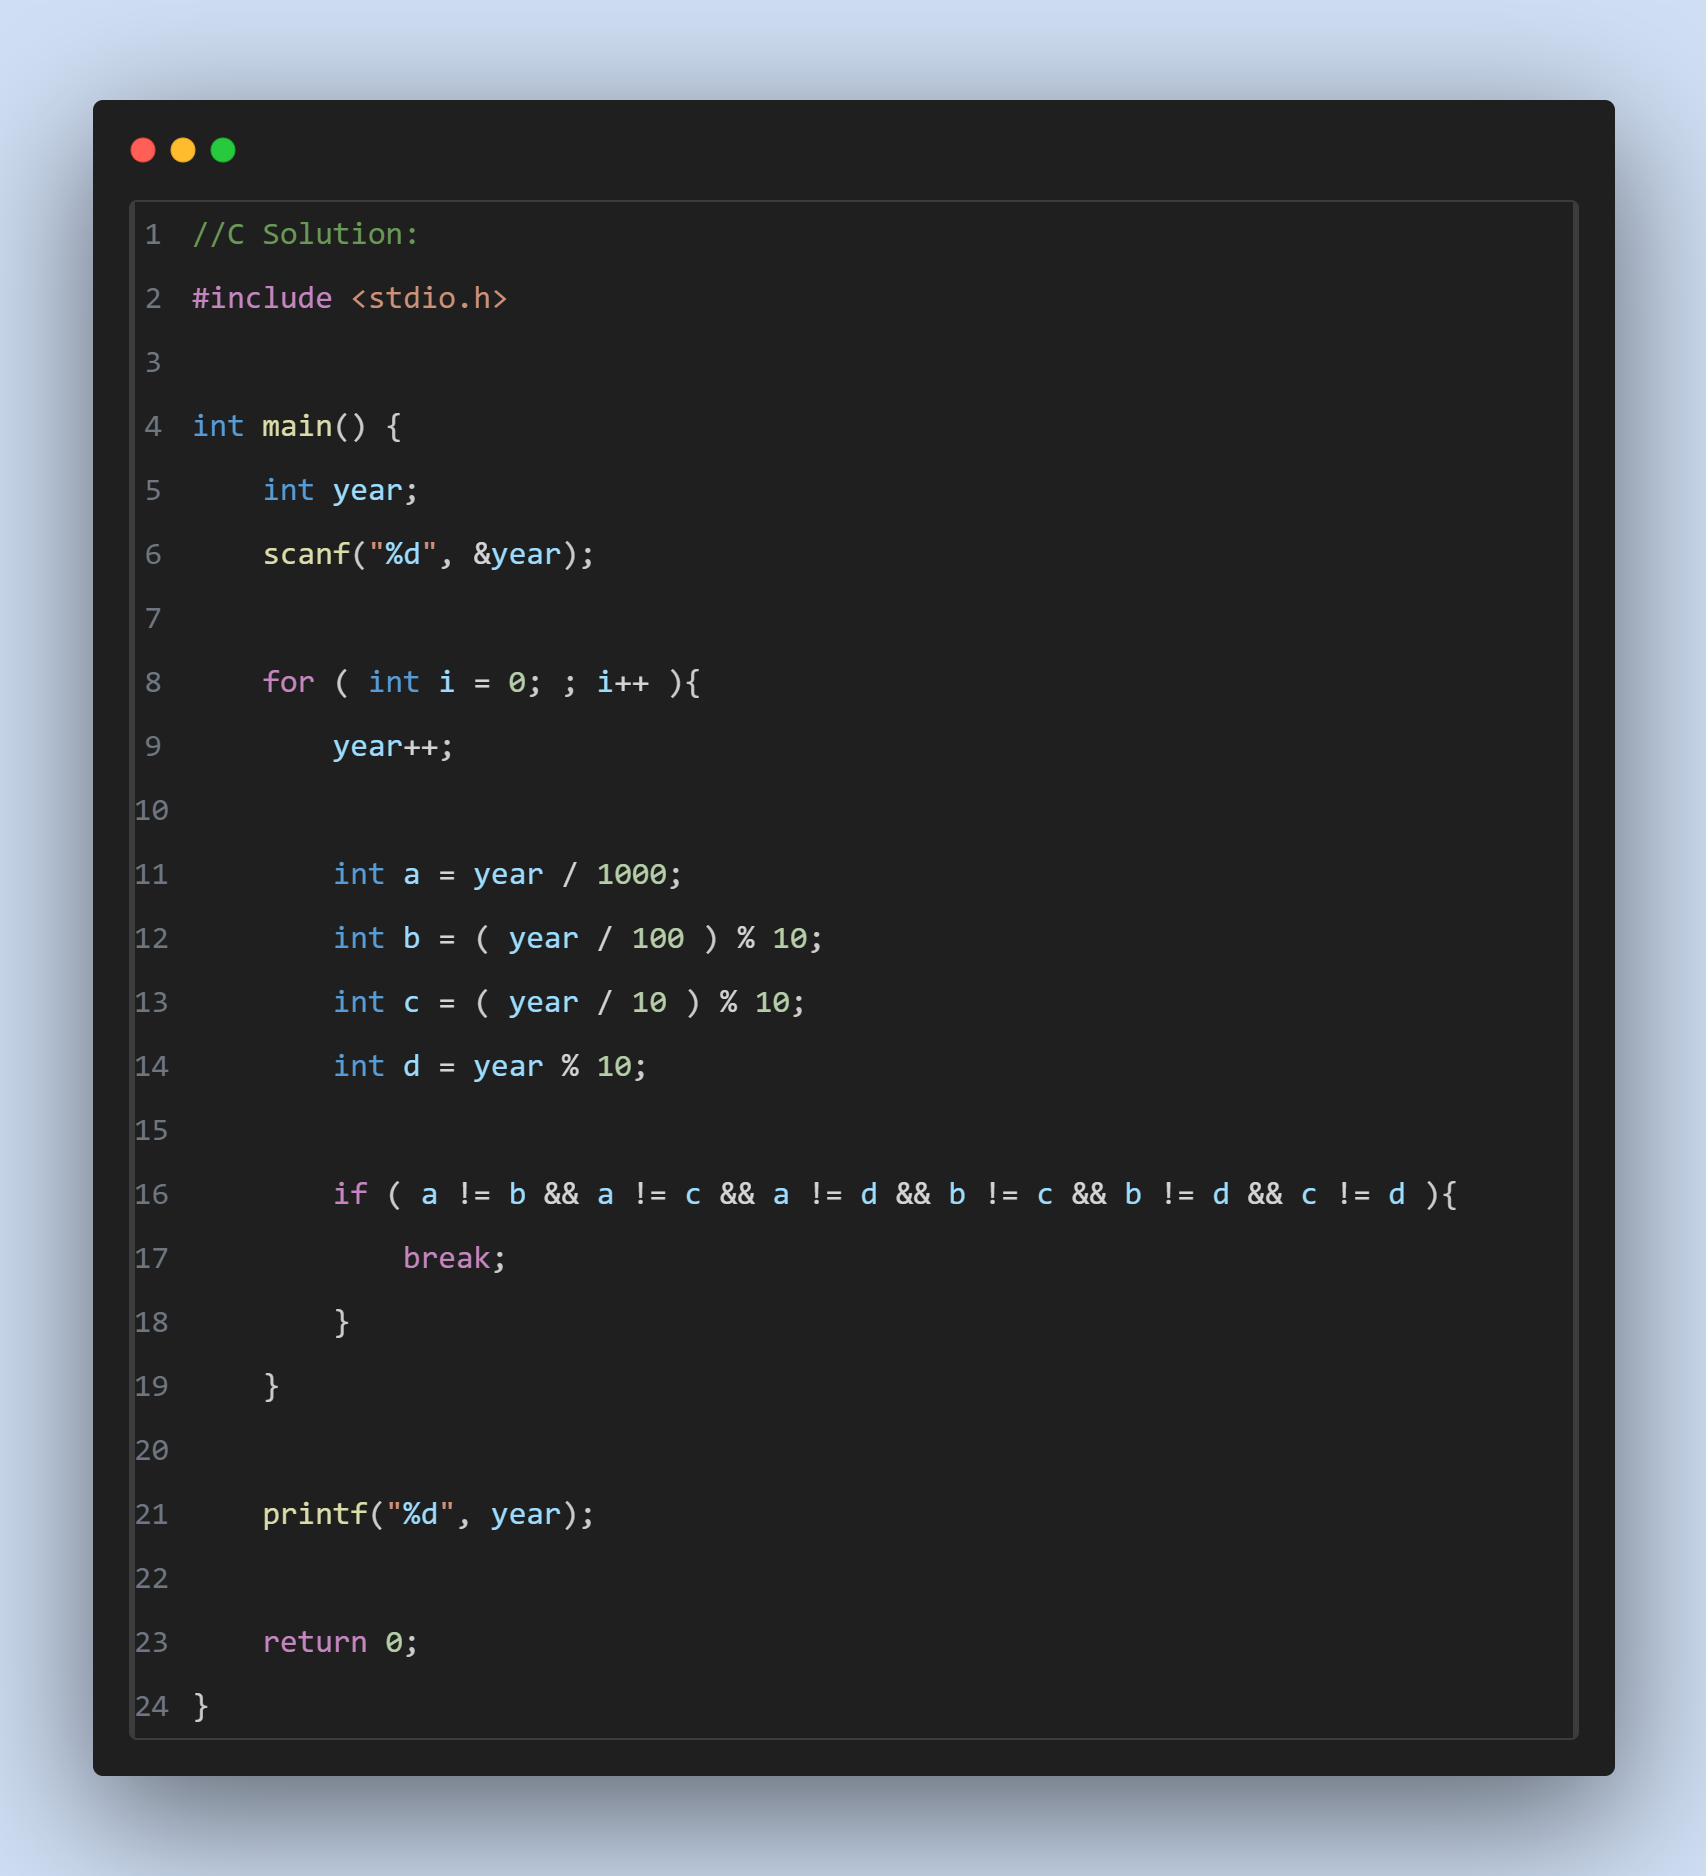 1 //C Solution:
2 #include <stdio.h>
3
4 int main() {
5     int year;
6     scanf("%d", &year);
7
8     for ( int i = 0; ; i++ ){
9         year++;
10
11         int a = year / 1000;
12         int b = ( year / 100 ) % 10;
13         int c = ( year / 10 ) % 10;
14         int d = year % 10;
15
16         if ( a != b && a != c && a != d && b != c && b != d && c != d ){
17             break;
18         }
19     }
20
21     printf("%d", year);
22
23     return 0;
24 }